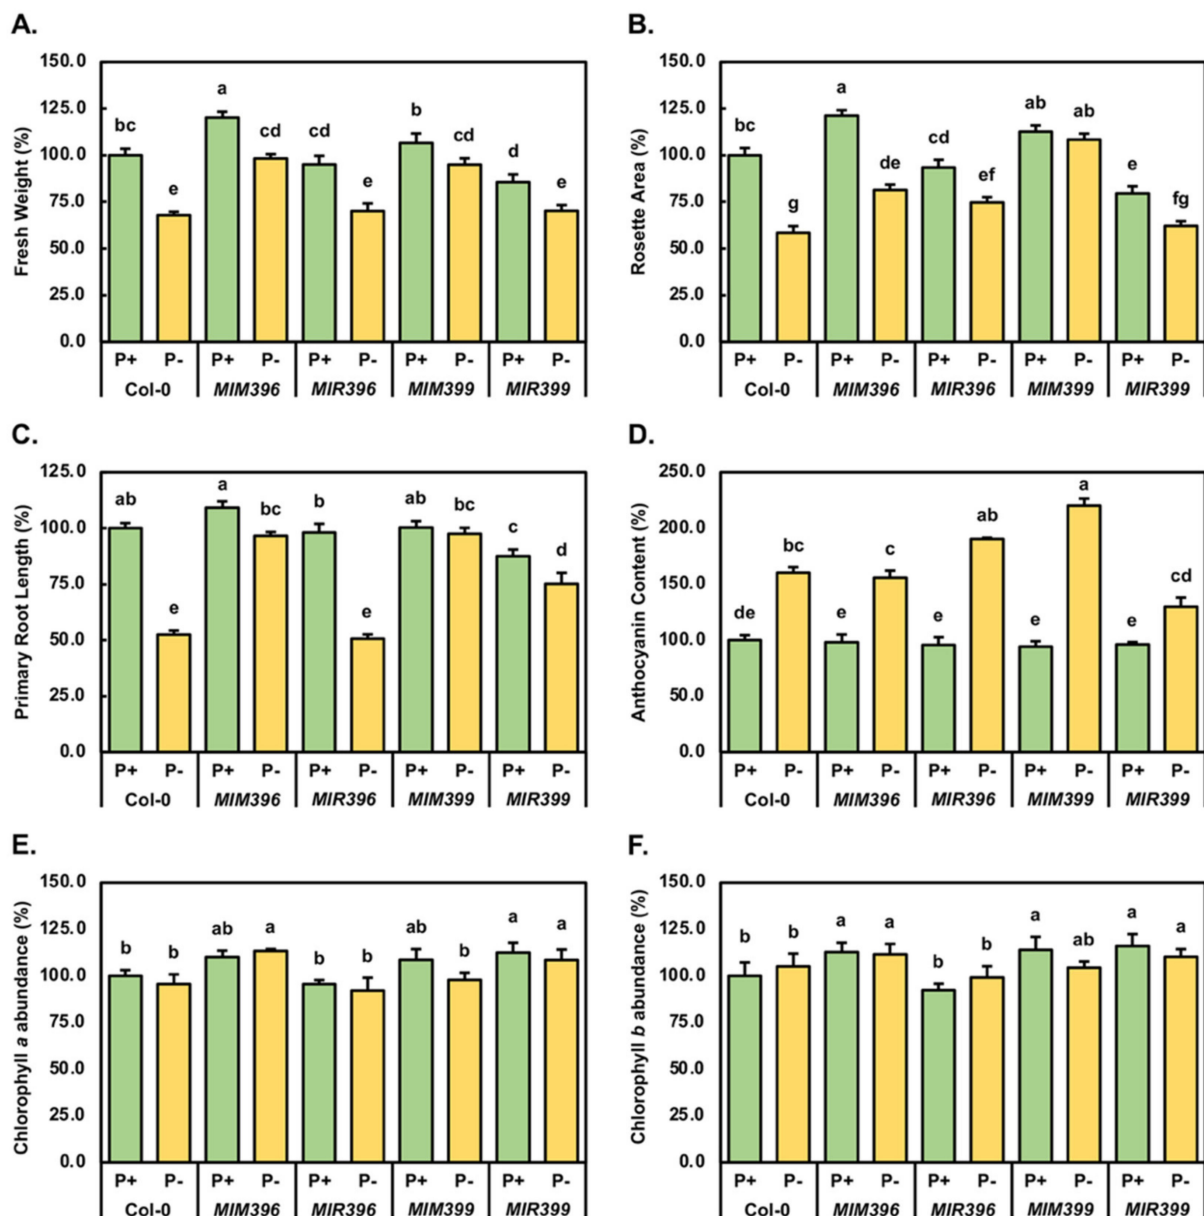 A.
Fresh Weight (%)
150.0
125.0
100.0
75.0
50.0
25.0
0.0
bc e a cd cd e b cd d e
P+ P- P+ P- P+ P- P+ P- P+ P-
Col-0 MIM396 MIR396 MIM399 MIR399
B.
Rosette Area (%)
150.0
125.0
100.0
75.0
50.0
25.0
0.0
bc g a de cd ef ab ab e fg
P+ P- P+ P- P+ P- P+ P- P+ P-
Col-0 MIM396 MIR396 MIM399 MIR399
C.
Primary Root Length (%)
125.0
100.0
75.0
50.0
25.0
0.0
ab e a bc b e ab bc c d
P+ P- P+ P- P+ P- P+ P- P+ P-
Col-0 MIM396 MIR396 MIM399 MIR399
D.
Anthocyanin Content (%)
250.0
200.0
150.0
100.0
50.0
0.0
de bc e c e ab e a e cd
P+ P- P+ P- P+ P- P+ P- P+ P-
Col-0 MIM396 MIR396 MIM399 MIR399
E.
Chlorophyll a abundance (%)
150.0
125.0
100.0
75.0
50.0
25.0
0.0
b b ab a b b ab b a a
P+ P- P+ P- P+ P- P+ P- P+ P-
Col-0 MIM396 MIR396 MIM399 MIR399
F.
Chlorophyll b abundance (%)
150.0
125.0
100.0
75.0
50.0
25.0
0.0
b b a a b b a ab a a
P+ P- P+ P- P+ P- P+ P- P+ P-
Col-0 MIM396 MIR396 MIM399 MIR399